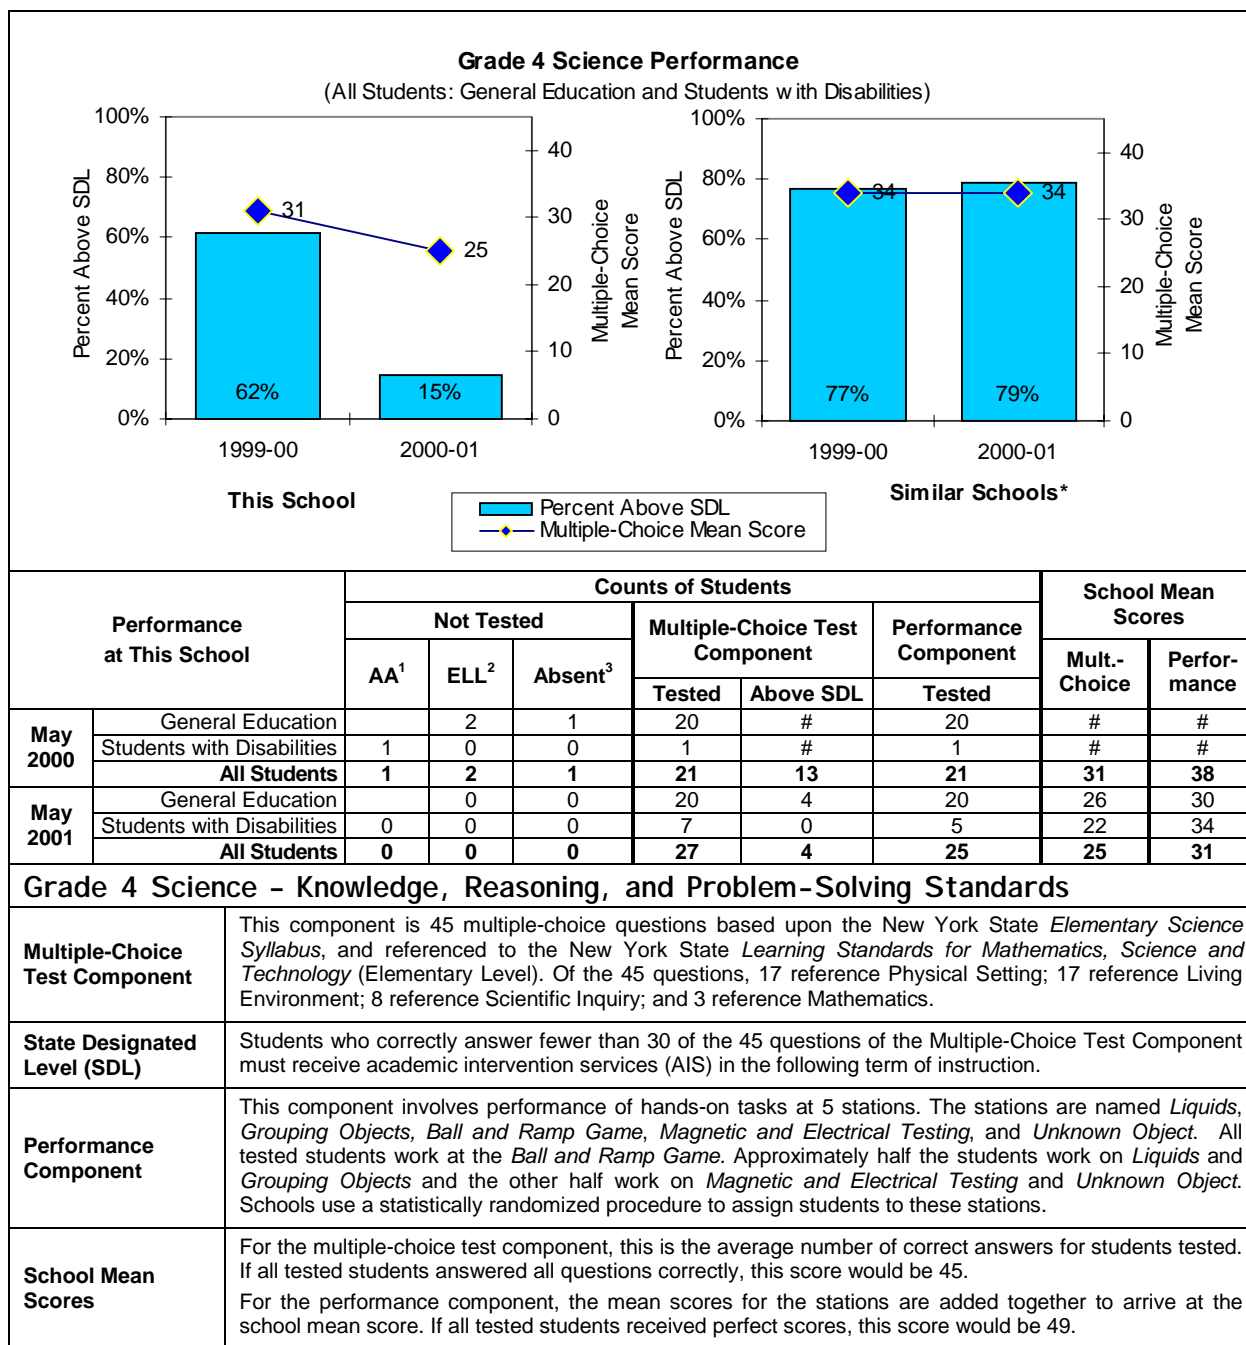 Grade 4 Science Performance
(All Students: General Education and Students with Disabilities)
100%
80%
60%
40%
20%
0%
Percent Above SDL
31
25
62%
15%
40
30
20
10
0
Multiple-Choice
Mean Score
1999-00 2000-01
This School
100%
80%
60%
40%
20%
0%
Percent Above SDL
34
34
77%
79%
40
30
20
10
0
Multiple-Choice
Mean Score
1999-00 2000-01
Similar Schools*
Percent Above SDL
Multiple-Choice Mean Score
Performance
at This School
Counts of Students
School Mean
Scores
Not Tested
Multiple-Choice Test
Component
Performance
Component
AA1 ELL2 Absent3
Mult.-
Choice
Perfor-
mance
Tested Above SDL Tested
May
2000
General Education 2 1 20 # 20 # #
Students with Disabilities 1 0 0 1 # 1 # #
All Students 1 2 1 21 13 21 31 38
May
2001
General Education 0 0 20 4 20 26 30
Students with Disabilities 0 0 0 7 0 5 22 34
All Students 0 0 0 27 4 25 25 31
Grade 4 Science – Knowledge, Reasoning, and Problem-Solving Standards
Multiple-Choice
Test Component
This component is 45 multiple-choice questions based upon the New York State Elementary Science
Syllabus, and referenced to the New York State Learning Standards for Mathematics, Science and
Technology (Elementary Level). Of the 45 questions, 17 reference Physical Setting; 17 reference Living
Environment; 8 reference Scientific Inquiry; and 3 reference Mathematics.
State Designated
Level (SDL)
Students who correctly answer fewer than 30 of the 45 questions of the Multiple-Choice Test Component
must receive academic intervention services (AIS) in the following term of instruction.
Performance
Component
This component involves performance of hands-on tasks at 5 stations. The stations are named Liquids,
Grouping Objects, Ball and Ramp Game, Magnetic and Electrical Testing, and Unknown Object. All
tested students work at the Ball and Ramp Game. Approximately half the students work on Liquids and
Grouping Objects and the other half work on Magnetic and Electrical Testing and Unknown Object.
Schools use a statistically randomized procedure to assign students to these stations.
School Mean
Scores
For the multiple-choice test component, this is the average number of correct answers for students tested.
If all tested students answered all questions correctly, this score would be 45.
For the performance component, the mean scores for the stations are added together to arrive at the
school mean score. If all tested students received perfect scores, this score would be 49.